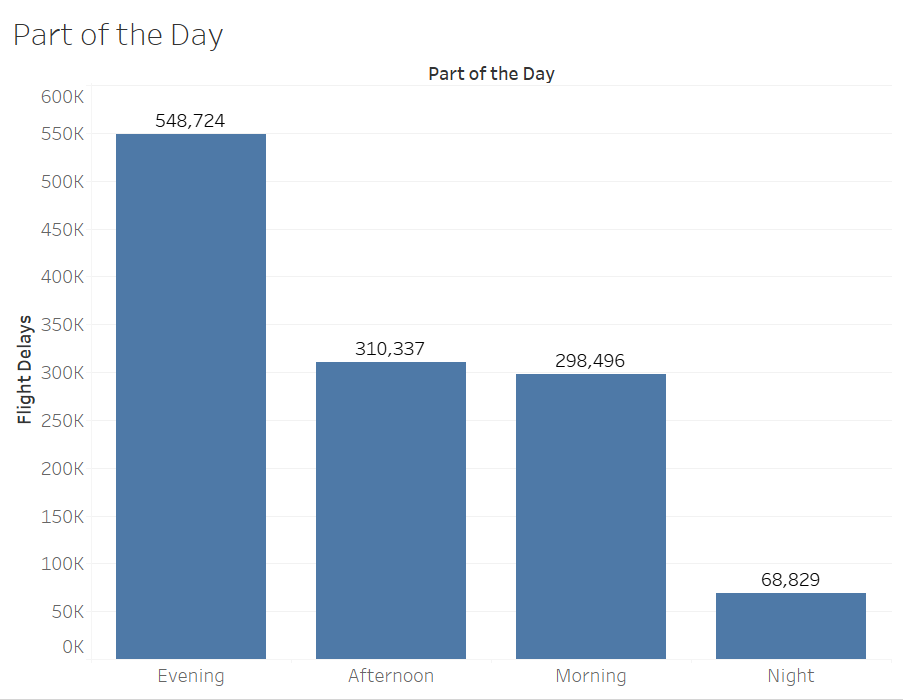 Part of the Day
Part of the Day
Flight Delays
600K
550K
500K
450K
400K
350K
300K
250K
200K
150K
100K
50K
0K
548,724
310,337
298,496
68,829
Evening
Afternoon
Morning
Night